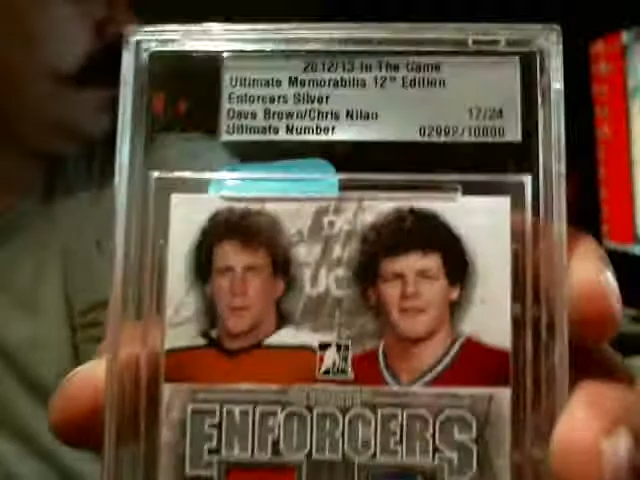 2012/13 In The Game
Ultimate Memorabilia 12th Edition
Enforcers Silver
Dave Brown/Chris Nilan 17/24
Ultimate Number 02992/10000
ENFORCERS